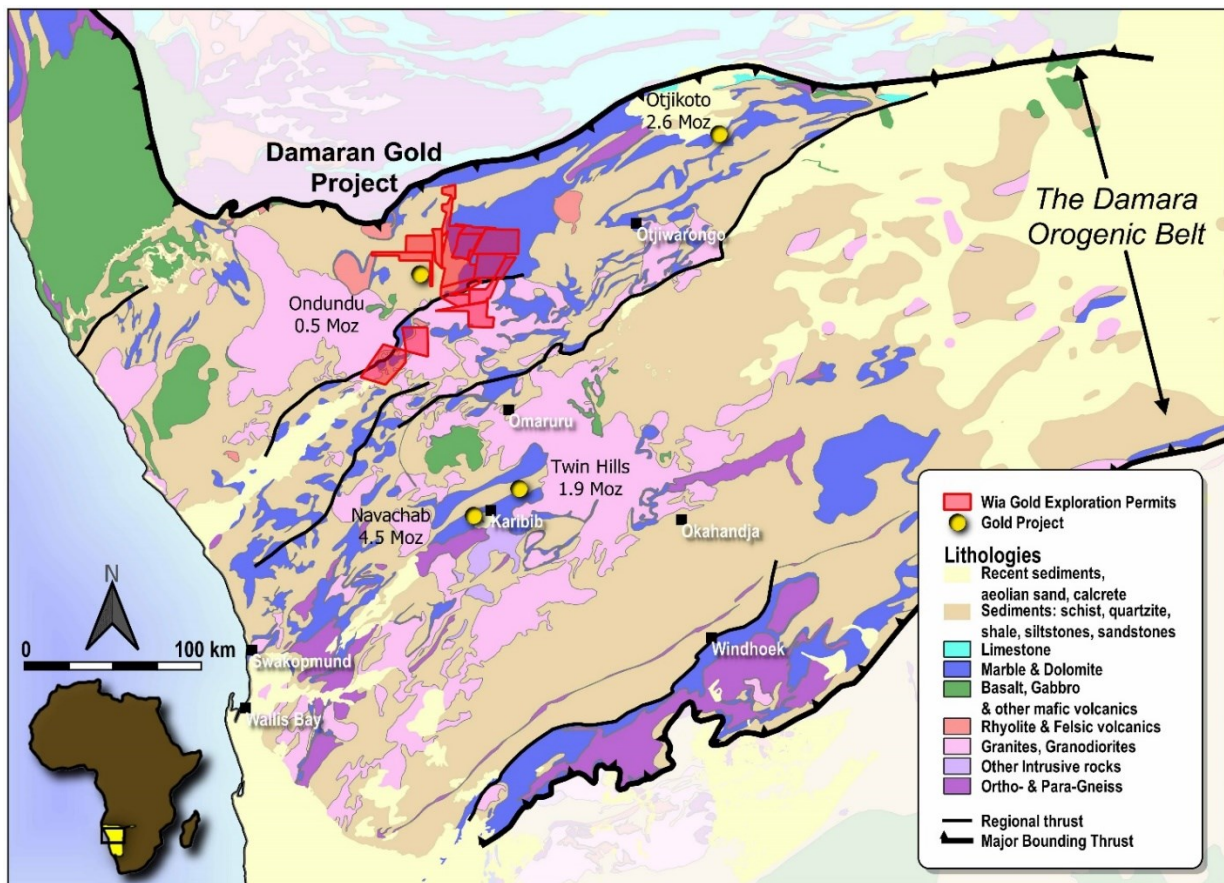 Otjikoto
2.6 Moz
Damaran Gold
Project
The Damara
Orogenic Belt
Otjiwarongo
Ondundu
0.5 Moz
Omaruru
Twin Hills
1.9 Moz
Navachab
4.5 Moz
Karibib
Okahandja
N
0 100 km
Swakopmund
Wallis Bay
Windhoek
Wia Gold Exploration Permits
Gold Project
Lithologies
Recent sediments,
aeolian sand, calcrete
Sediments: schist, quartzite,
shale, siltstones, sandstones
Limestone
Marble & Dolomite
Basalt, Gabbro
& other mafic volcanics
Rhyolite & Felsic volcanics
Granites, Granodiorites
Other Intrusive rocks
Ortho- & Para-Gneiss
Regional thrust
Major Bounding Thrust